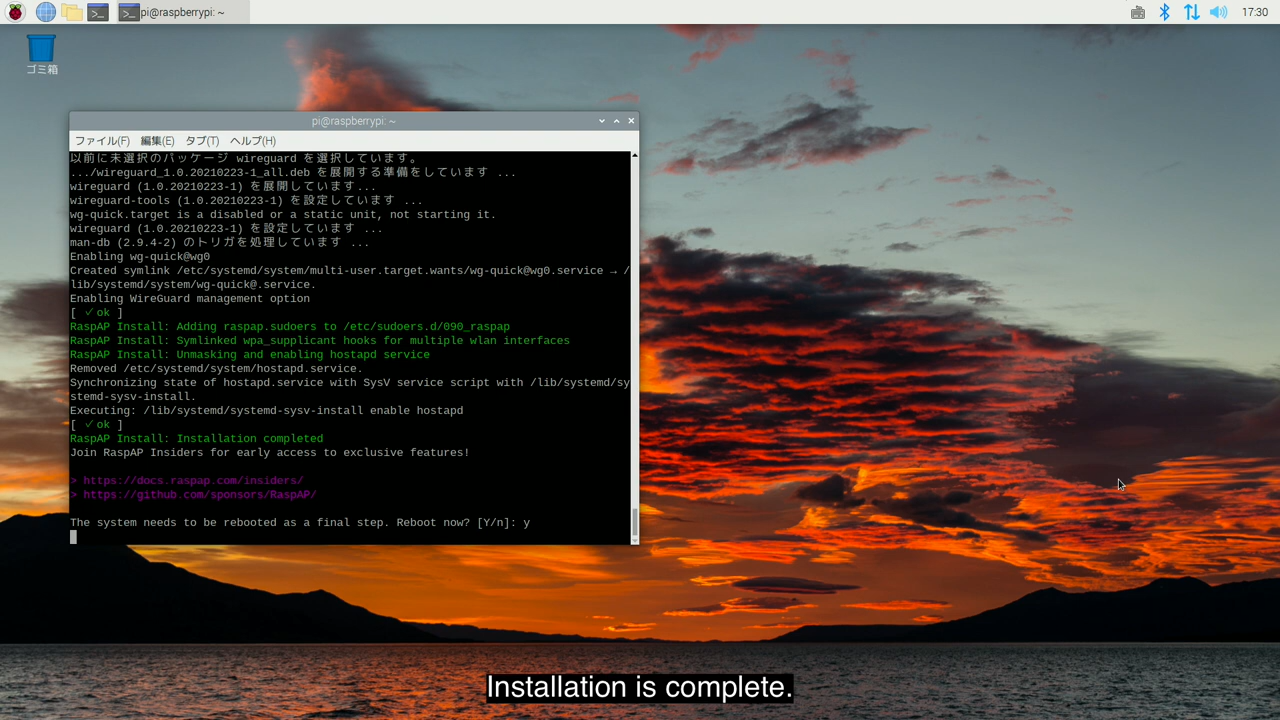 pi@raspberrypi: ~
17:30
ゴミ箱
pi@raspberrypi: ~
ファイル(F) 編集(E) タブ(T) ヘルプ(H)
以前に未選択のパッケージ wireguard を選択しています。
.../wireguard_1.0.20210223-1_all.deb を展開する準備をしています ...
wireguard (1.0.20210223-1) を展開しています...
wireguard-tools (1.0.20210223-1) を設定しています ...
wg-quick.target is a disabled or a static unit, not starting it.
wireguard (1.0.20210223-1) を設定しています ...
man-db (2.9.4-2) のトリガを処理しています ...
Enabling wg-quick@wg0
Created symlink /etc/systemd/system/multi-user.target.wants/wg-quick@wg0.service → /
lib/systemd/system/wg-quick@.service.
Enabling WireGuard management option
[ ✓ok ]
RaspAP Install: Adding raspap.sudoers to /etc/sudoers.d/090_raspap
RaspAP Install: Symlinked wpa_supplicant hooks for multiple wlan interfaces
RaspAP Install: Unmasking and enabling hostapd service
Removed /etc/systemd/system/hostapd.service.
Synchronizing state of hostapd.service with SysV service script with /lib/systemd/sy
stemd-sysv-install.
Executing: /lib/systemd/systemd-sysv-install enable hostapd
[ ✓ok ]
RaspAP Install: Installation completed
Join RaspAP Insiders for early access to exclusive features!
> https://docs.raspap.com/insiders/
> https://github.com/sponsors/RaspAP/
The system needs to be rebooted as a final step. Reboot now? [Y/n]: y
Installation is complete.